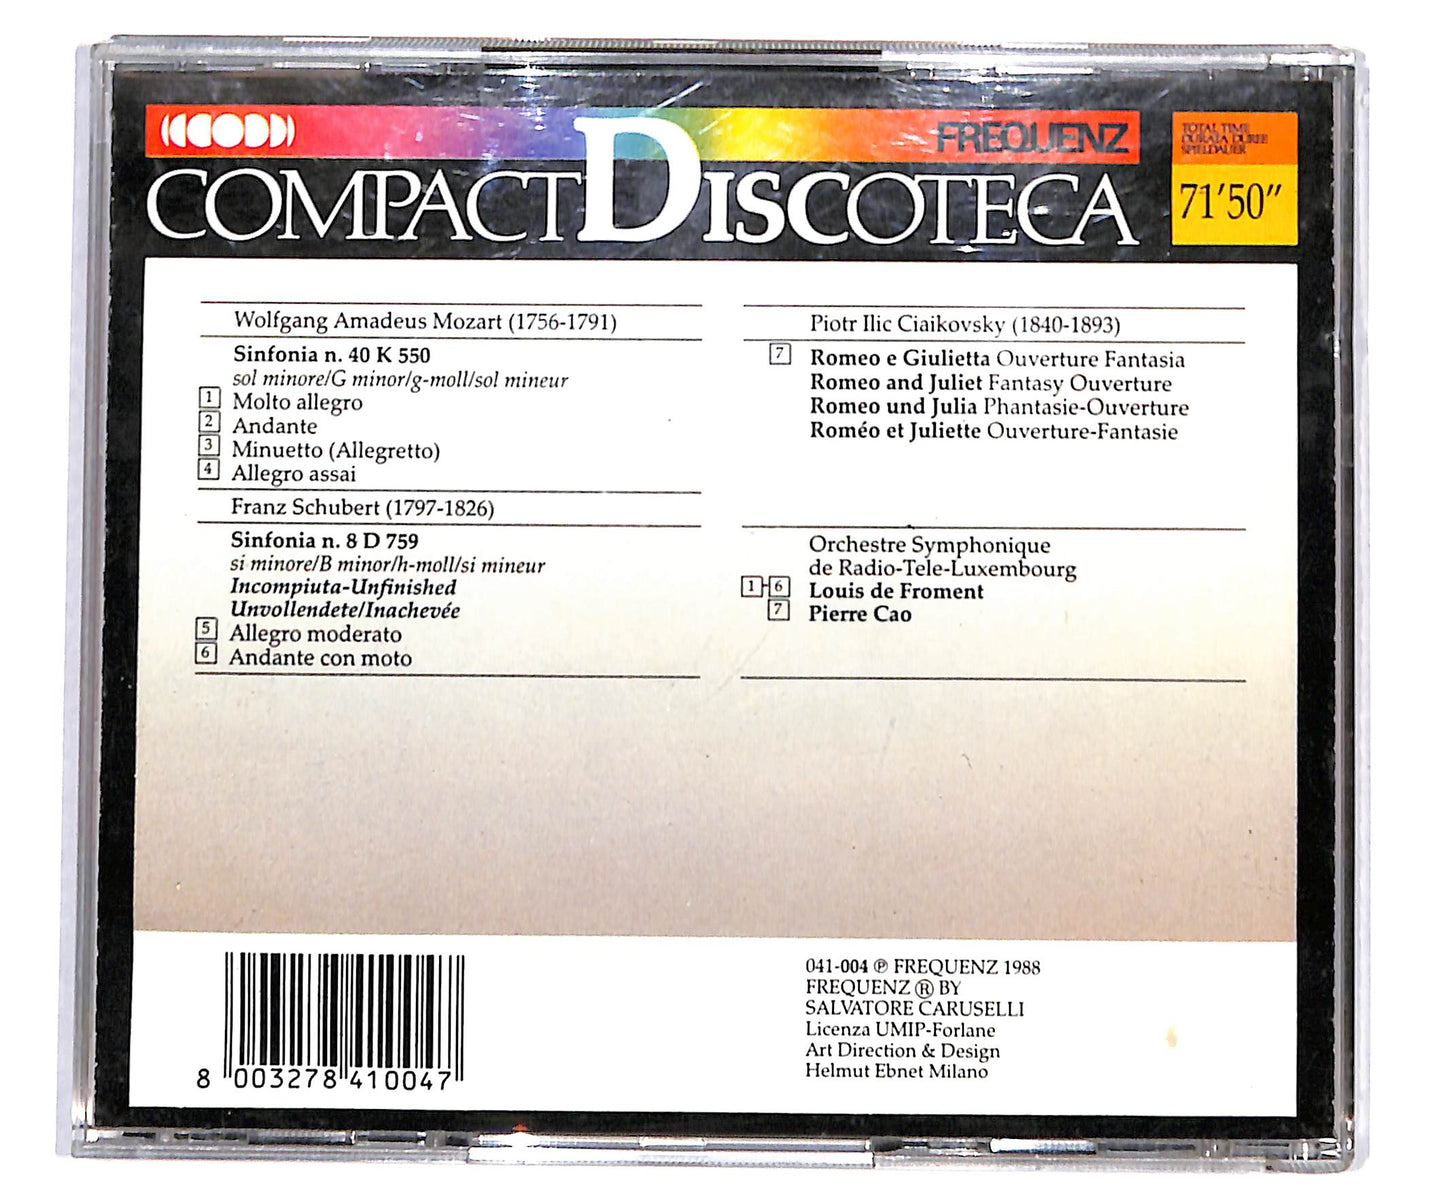 FREQUENZ
COMPACT DISCOTECA
TOTAL TIME
DURATA DUREE
SPIELDAUER
71'50"
Wolfgang Amadeus Mozart (1756-1791)
Sinfonia n. 40 K 550
sol minore/G minor/g-moll/sol mineur
1 Molto allegro
2 Andante
3 Minuetto (Allegretto)
4 Allegro assai
Franz Schubert (1797-1826)
Sinfonia n. 8 D 759
si minore/B minor/h-moll/si mineur
Incompiuta-Unfinished
Unvollendete/Inachevée
5 Allegro moderato
6 Andante con moto
Piotr Ilic Ciaikovsky (1840-1893)
7 Romeo e Giulietta Ouverture Fantasia
Romeo and Juliet Fantasy Ouverture
Romeo und Julia Phantasie-Ouverture
Roméo et Juliette Ouverture-Fantasie
Orchestre Symphonique
de Radio-Tele-Luxembourg
1-6 Louis de Froment
7 Pierre Cao
8 003278 410047
041-004 ℗ FREQUENZ 1988
FREQUENZ ® BY
SALVATORE CARUSELLI
Licenza UMIP-Forlane
Art Direction & Design
Helmut Ebnet Milano